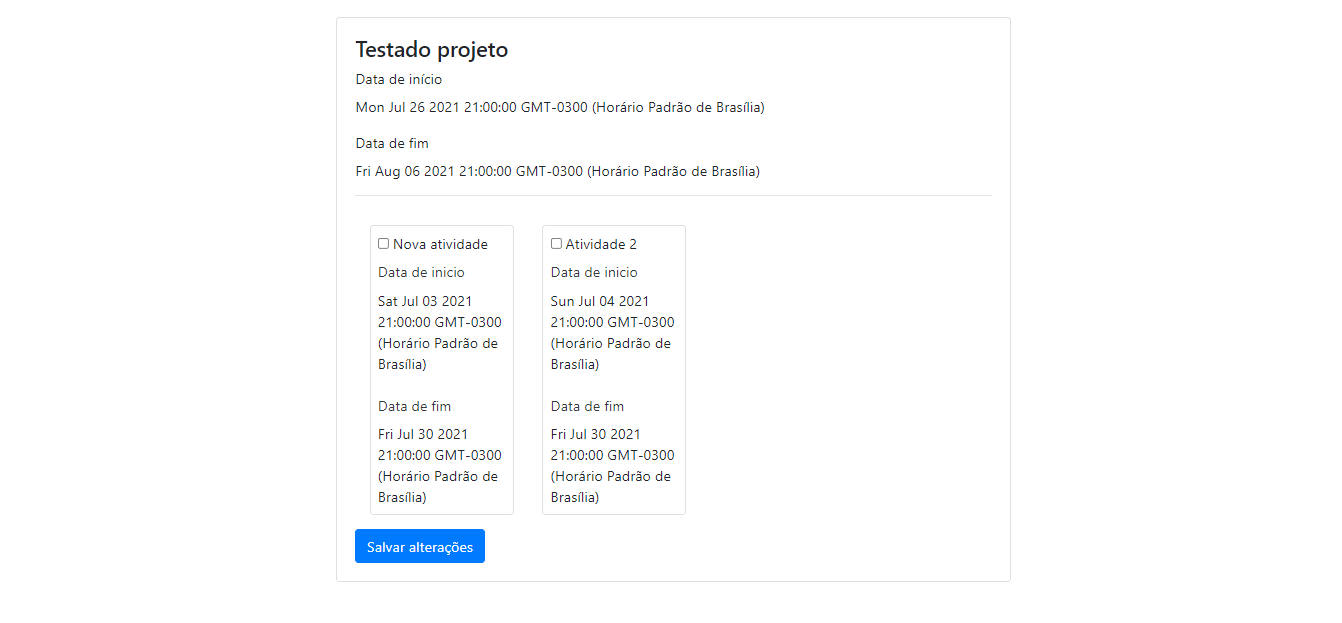 Testado projeto
Data de início
Mon Jul 26 2021 21:00:00 GMT-0300 (Horário Padrão de Brasília)
Data de fim
Fri Aug 06 2021 21:00:00 GMT-0300 (Horário Padrão de Brasília)
Nova atividade
Data de inicio
Sat Jul 03 2021
21:00:00 GMT-0300
(Horário Padrão de
Brasília)
Data de fim
Fri Jul 30 2021
21:00:00 GMT-0300
(Horário Padrão de
Brasília)
Atividade 2
Data de inicio
Sun Jul 04 2021
21:00:00 GMT-0300
(Horário Padrão de
Brasília)
Data de fim
Fri Jul 30 2021
21:00:00 GMT-0300
(Horário Padrão de
Brasília)
Salvar alterações